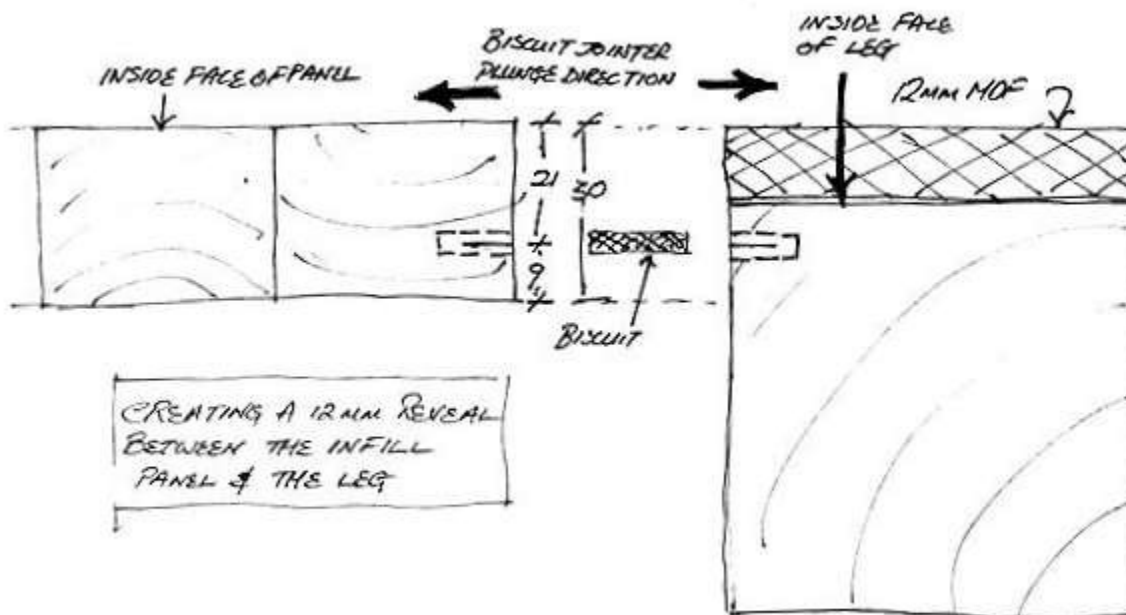 INSIDE FACE OF PANEL
BISCUIT JOINTER
PLUNGE DIRECTION
INSIDE FACE
OF LEG
12MM MDF
21
30
9
BISCUIT
CREATING A 12MM REVEAL
BETWEEN THE INFILL
PANEL & THE LEG